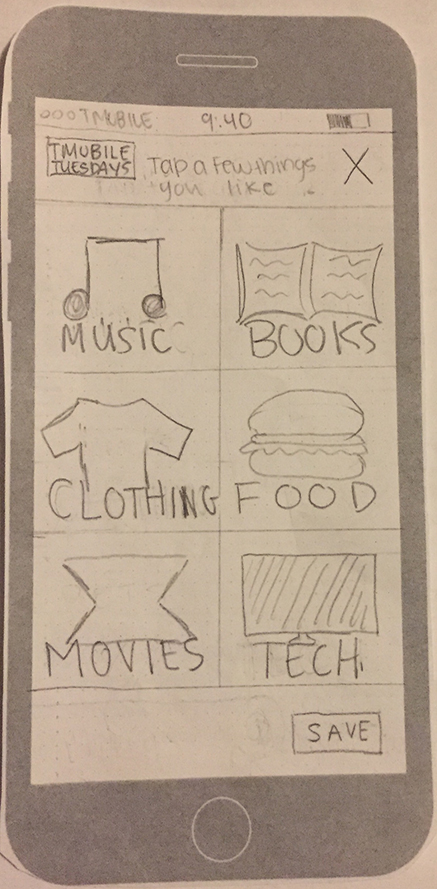 ooo TMOBILE 9:40
TMOBILE
TUESDAYS
Tap a few things
you like
X
MUSIC
BOOKS
CLOTHING
FOOD
MOVIES
TECH
SAVE